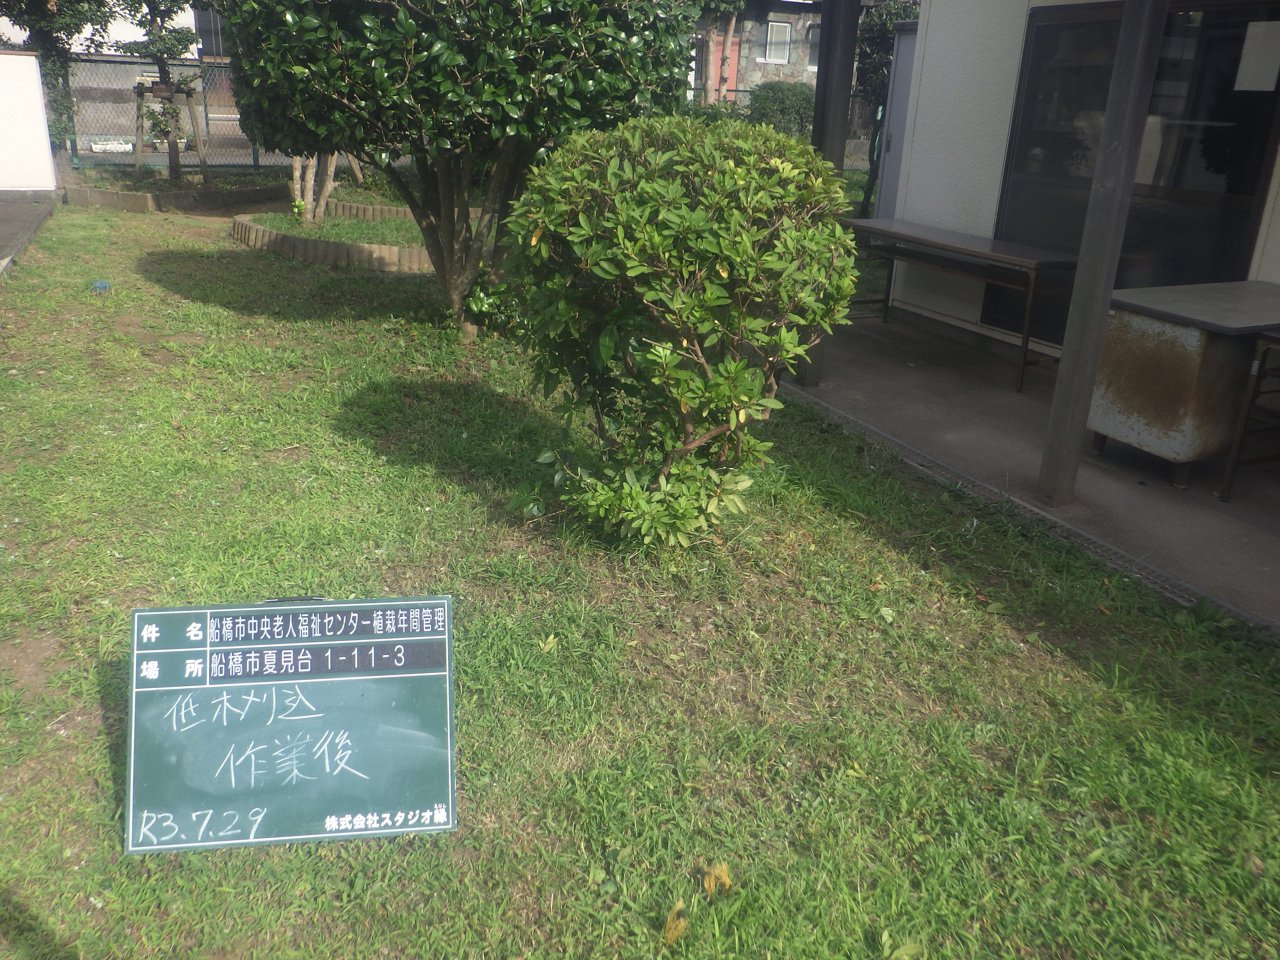 件名 船橋市中央老人福祉センター植栽年間管理
場所 船橋市夏見台1-11-3
低木刈込
作業後
R3.7.29
株式会社スタジオ縁